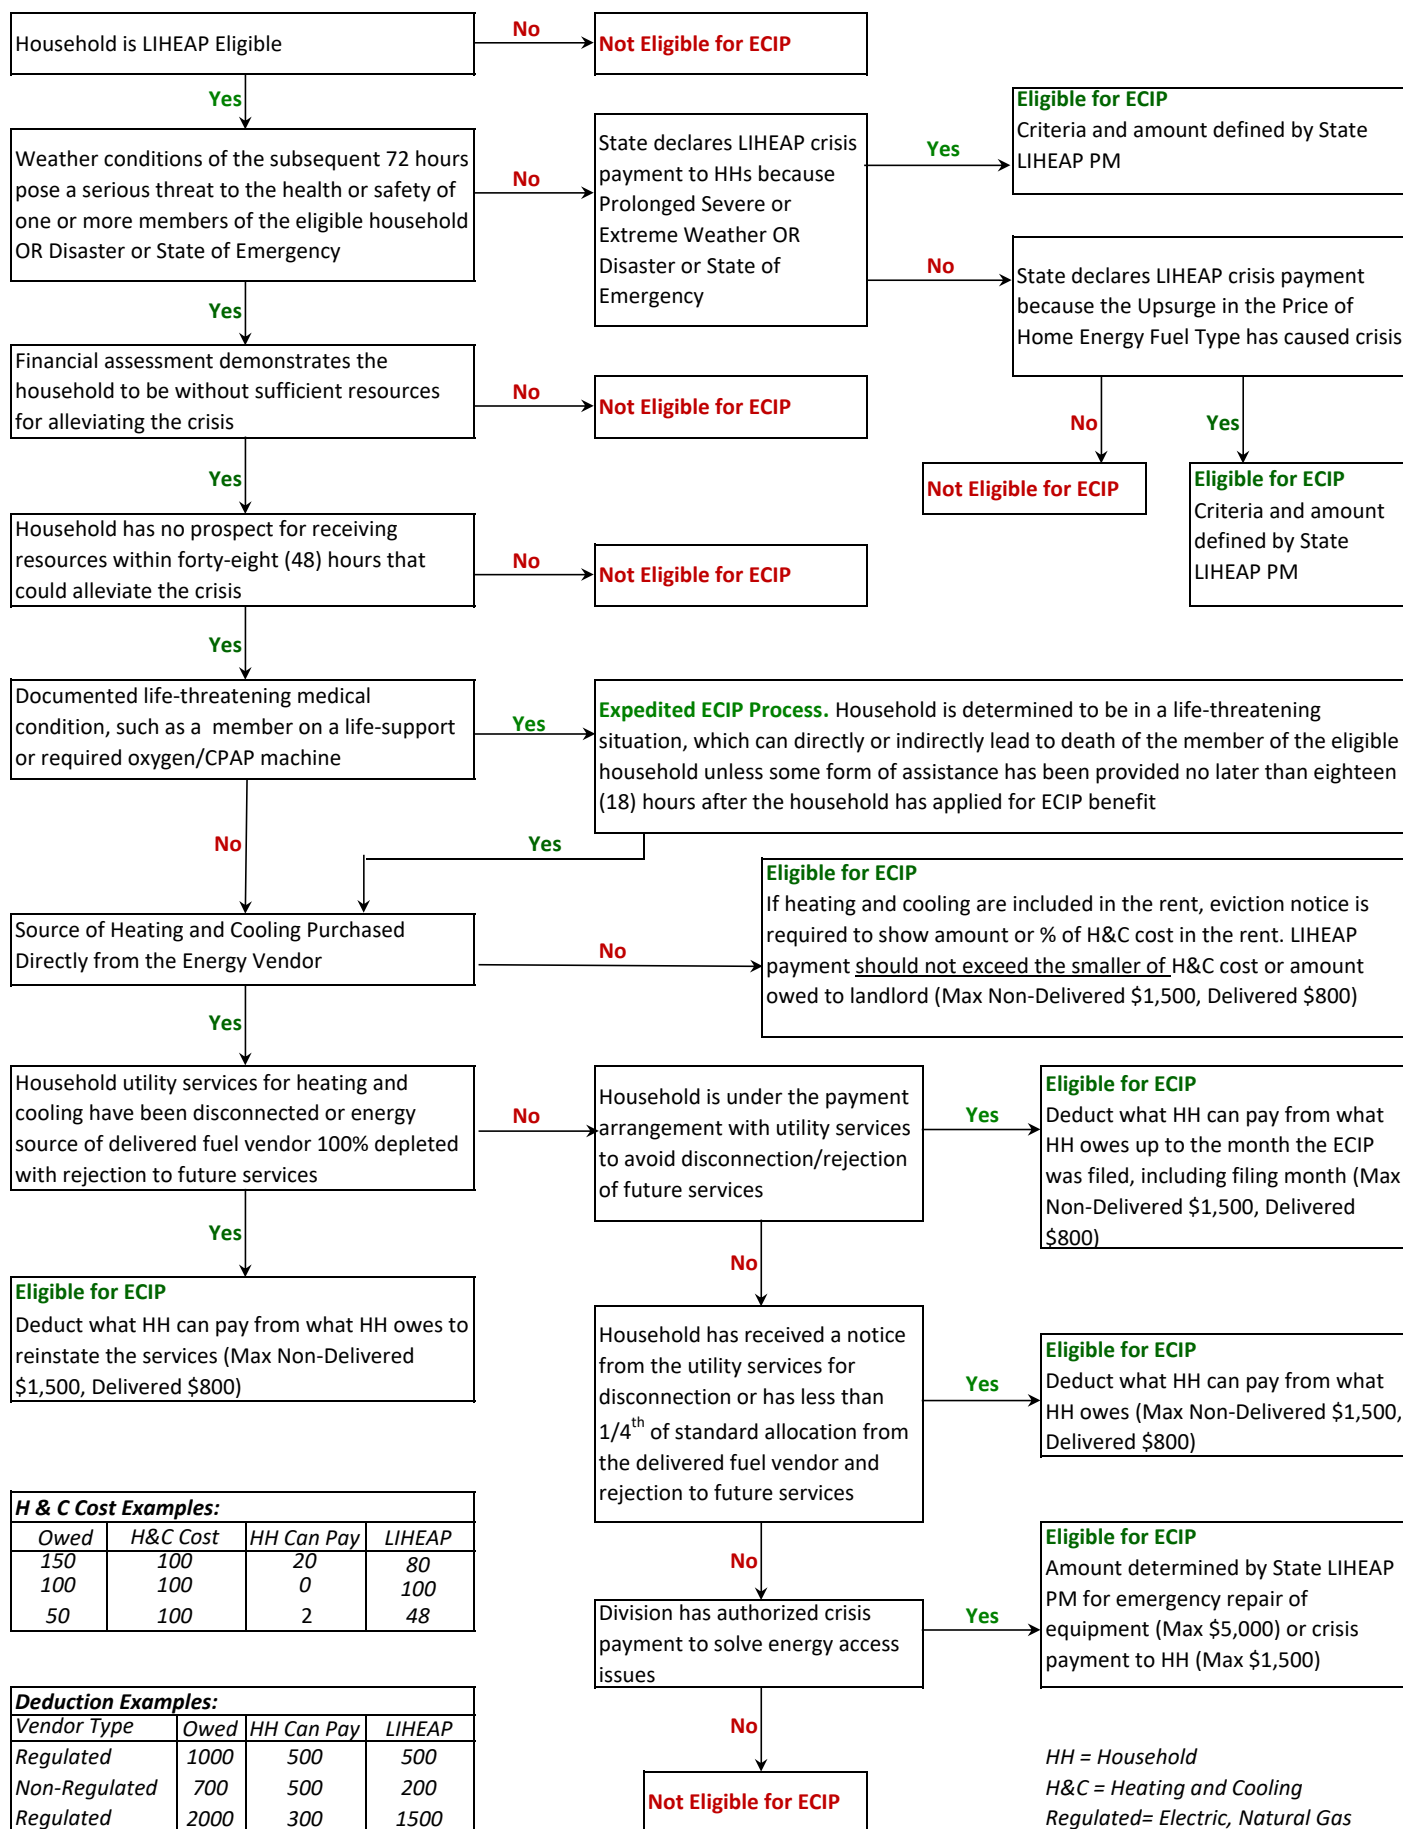 Household is LIHEAP Eligible
No
Not Eligible for ECIP
Yes
Weather conditions of the subsequent 72 hours
pose a serious threat to the health or safety of
one or more members of the eligible household
OR Disaster or State of Emergency
No
State declares LIHEAP crisis
payment to HHs because
Prolonged Severe or
Extreme Weather OR
Disaster or State of
Emergency
Yes
Eligible for ECIP
Criteria and amount defined by State
LIHEAP PM
No
State declares LIHEAP crisis payment
because the Upsurge in the Price of
Home Energy Fuel Type has caused crisis
No
Not Eligible for ECIP
Yes
Eligible for ECIP
Criteria and amount
defined by State
LIHEAP PM
Yes
Financial assessment demonstrates the
household to be without sufficient resources
for alleviating the crisis
No
Not Eligible for ECIP
Yes
Household has no prospect for receiving
resources within forty-eight (48) hours that
could alleviate the crisis
No
Not Eligible for ECIP
Yes
Documented life-threatening medical
condition, such as a  member on a life-support
or required oxygen/CPAP machine
Yes
Expedited ECIP Process. Household is determined to be in a life-threatening
situation, which can directly or indirectly lead to death of the member of the eligible
household unless some form of assistance has been provided no later than eighteen
(18) hours after the household has applied for ECIP benefit
No
Yes
Source of Heating and Cooling Purchased
Directly from the Energy Vendor
No
Eligible for ECIP
If heating and cooling are included in the rent, eviction notice is
required to show amount or % of H&C cost in the rent. LIHEAP
payment should not exceed the smaller of H&C cost or amount
owed to landlord (Max Non-Delivered $1,500, Delivered $800)
Yes
Household utility services for heating and
cooling have been disconnected or energy
source of delivered fuel vendor 100% depleted
with rejection to future services
No
Household is under the payment
arrangement with utility services
to avoid disconnection/rejection
of future services
Yes
Eligible for ECIP
Deduct what HH can pay from what
HH owes up to the month the ECIP
was filed, including filing month (Max
Non-Delivered $1,500, Delivered
$800)
Yes
Eligible for ECIP
Deduct what HH can pay from what HH owes to
reinstate the services (Max Non-Delivered
$1,500, Delivered $800)
No
Household has received a notice
from the utility services for
disconnection or has less than
1/4th of standard allocation from
the delivered fuel vendor and
rejection to future services
Yes
Eligible for ECIP
Deduct what HH can pay from what
HH owes (Max Non-Delivered $1,500,
Delivered $800)
No
Division has authorized crisis
payment to solve energy access
issues
Yes
Eligible for ECIP
Amount determined by State LIHEAP
PM for emergency repair of
equipment (Max $5,000) or crisis
payment to HH (Max $1,500)
No
Not Eligible for ECIP
H & C Cost Examples:
Owed H&C Cost HH Can Pay LIHEAP
150 100 20 80
100 100 0 100
50 100 2 48
Deduction Examples:
Vendor Type Owed HH Can Pay LIHEAP
Regulated 1000 500 500
Non-Regulated 700 500 200
Regulated 2000 300 1500
HH = Household
H&C = Heating and Cooling
Regulated= Electric, Natural Gas